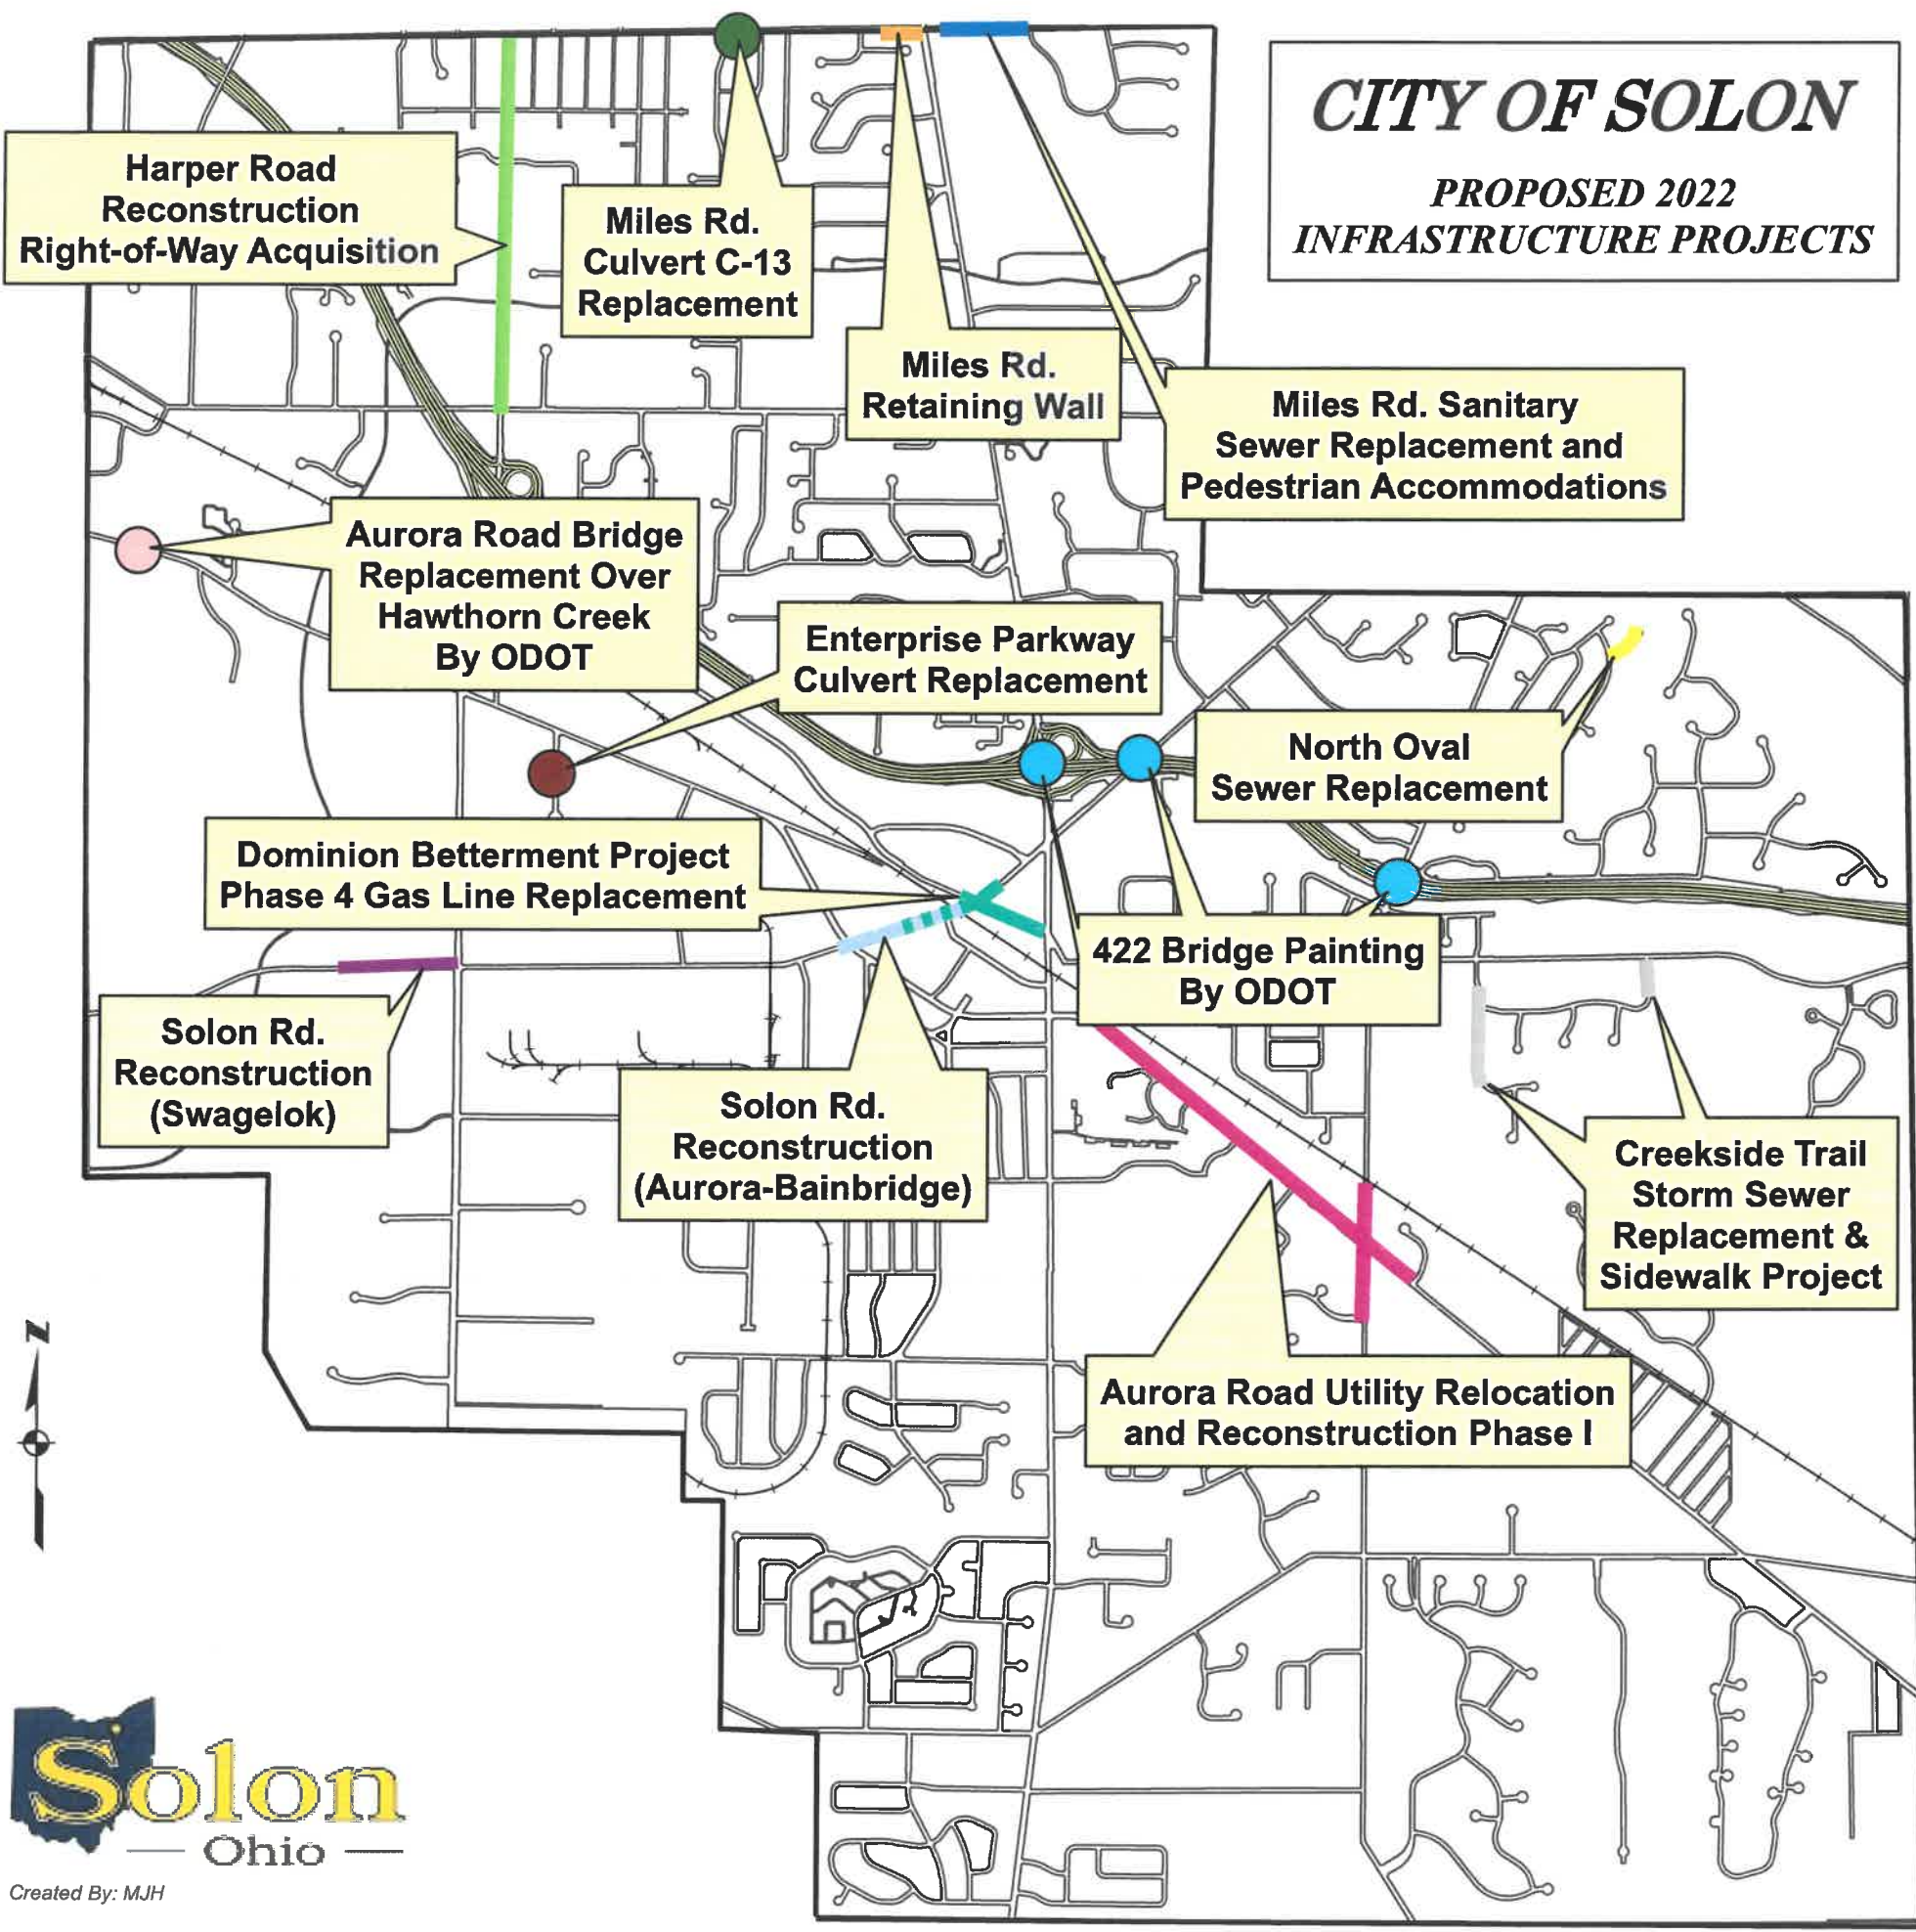 CITY OF SOLON
PROPOSED 2022
INFRASTRUCTURE PROJECTS
Harper Road
Reconstruction
Right-of-Way Acquisition
Miles Rd.
Culvert C-13
Replacement
Miles Rd.
Retaining Wall
Miles Rd. Sanitary
Sewer Replacement and
Pedestrian Accommodations
Aurora Road Bridge
Replacement Over
Hawthorn Creek
By ODOT
Enterprise Parkway
Culvert Replacement
North Oval
Sewer Replacement
Dominion Betterment Project
Phase 4 Gas Line Replacement
422 Bridge Painting
By ODOT
Solon Rd.
Reconstruction
(Swagelok)
Solon Rd.
Reconstruction
(Aurora-Bainbridge)
Creekside Trail
Storm Sewer
Replacement &
Sidewalk Project
Aurora Road Utility Relocation
and Reconstruction Phase I
N
Solon
Ohio
Created By: MJH